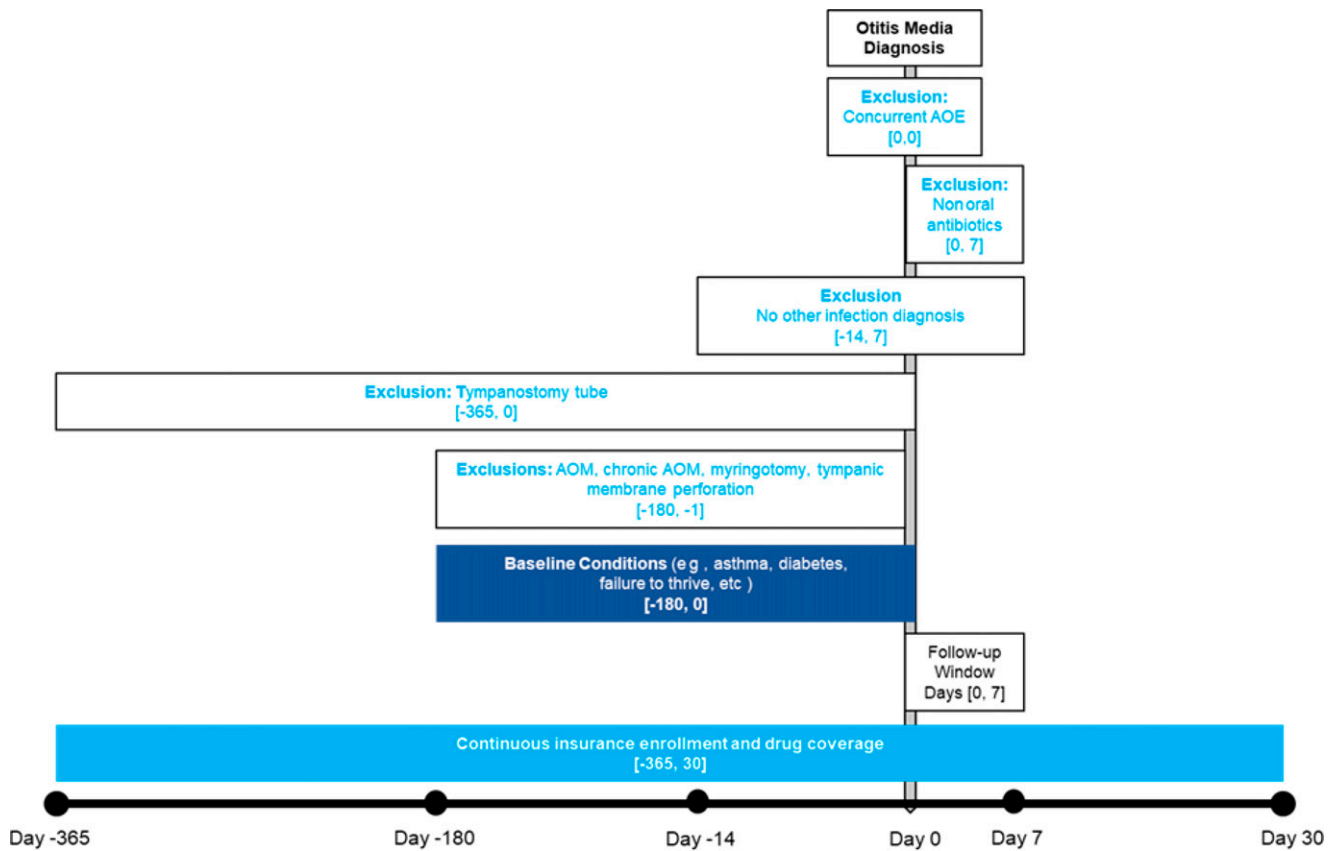 Otitis Media
Diagnosis
Exclusion:
Concurrent AOE
[0,0]
Exclusion:
Non oral
antibiotics
[0, 7]
Exclusion
No other infection diagnosis
[-14, 7]
Exclusion: Tympanostomy tube
[-365, 0]
Exclusions: AOM, chronic AOM, myringotomy, tympanic
membrane perforation
[-180, -1]
Baseline Conditions (e g , asthma, diabetes,
failure to thrive, etc )
[-180, 0]
Follow-up
Window
Days [0, 7]
Continuous insurance enrollment and drug coverage
[-365, 30]
Day -365
Day -180
Day -14
Day 0
Day 7
Day 30